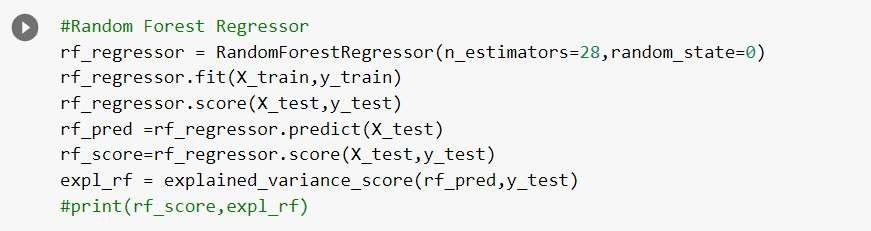 #Random Forest Regressor
rf_regressor = RandomForestRegressor(n_estimators=28,random_state=0)
rf_regressor.fit(X_train,y_train)
rf_regressor.score(X_test,y_test)
rf_pred =rf_regressor.predict(X_test)
rf_score=rf_regressor.score(X_test,y_test)
expl_rf = explained_variance_score(rf_pred,y_test)
#print(rf_score,expl_rf)